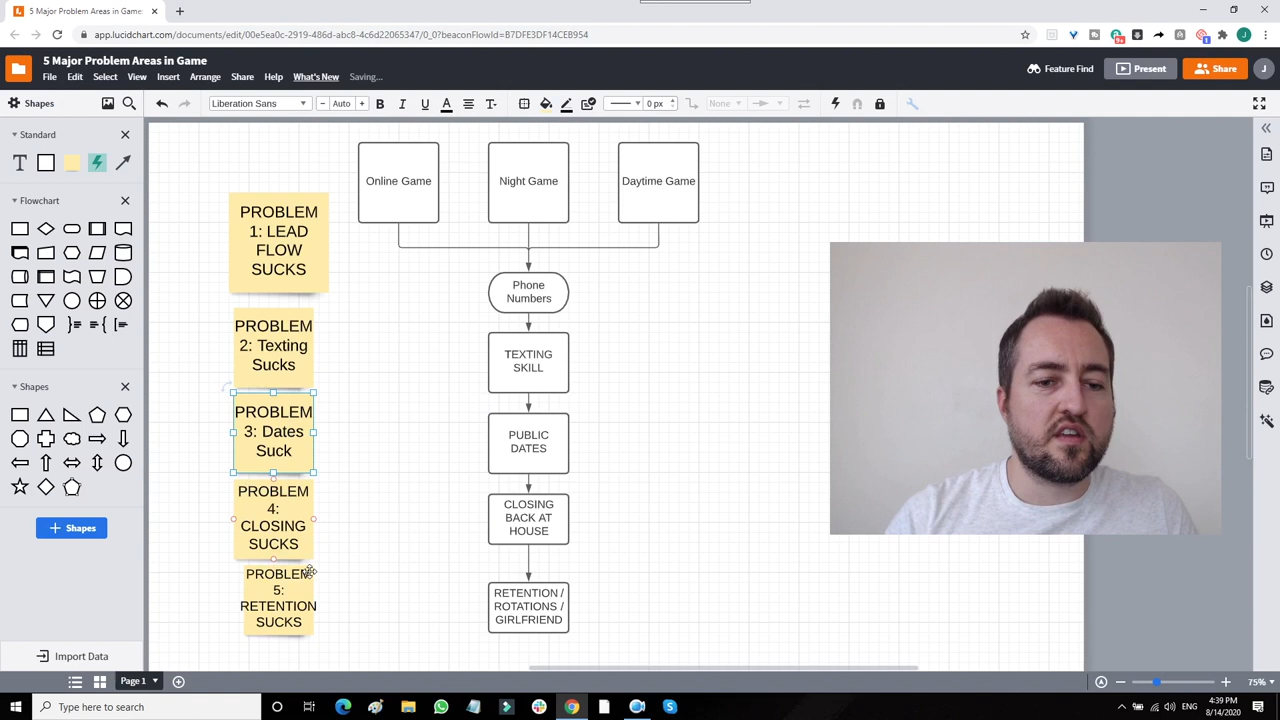 5 Major Problem Areas in Game
app.lucidchart.com/documents/edit/00e5ea0c-2919-486d-abc8-4c6d22065347/0_0?beaconFlowId=B7DFE3DF14CEB954
5 Major Problem Areas in Game
File Edit Select View Insert Arrange Share Help What's New Saving...
Feature Find
Present
Share
J
Shapes
Liberation Sans
Auto
0 px
None
Standard
Flowchart
Shapes
+ Shapes
Import Data
Online Game
Night Game
Daytime Game
PROBLEM
1: LEAD
FLOW
SUCKS
Phone
Numbers
PROBLEM
2: Texting
Sucks
TEXTING
SKILL
PROBLEM
3: Dates
Suck
PUBLIC
DATES
PROBLEM
4:
CLOSING
SUCKS
CLOSING
BACK AT
HOUSE
PROBLEM
5:
RETENTION
SUCKS
RETENTION /
ROTATIONS /
GIRLFRIEND
Page 1
75%
Type here to search
ENG
4:39 PM
8/14/2020